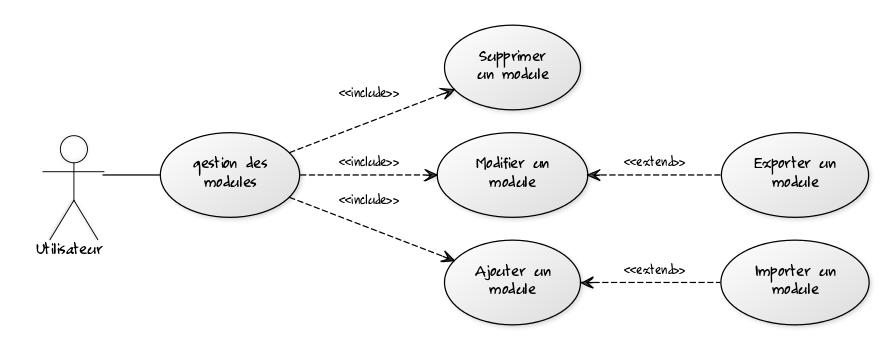 Supprimer
un module
<<include>>
gestion des
modules
<<include>>
Modifier un
module
<<extend>>
Exporter un
module
<<include>>
Utilisateur
Ajouter un
module
<<extend>>
Importer un
module